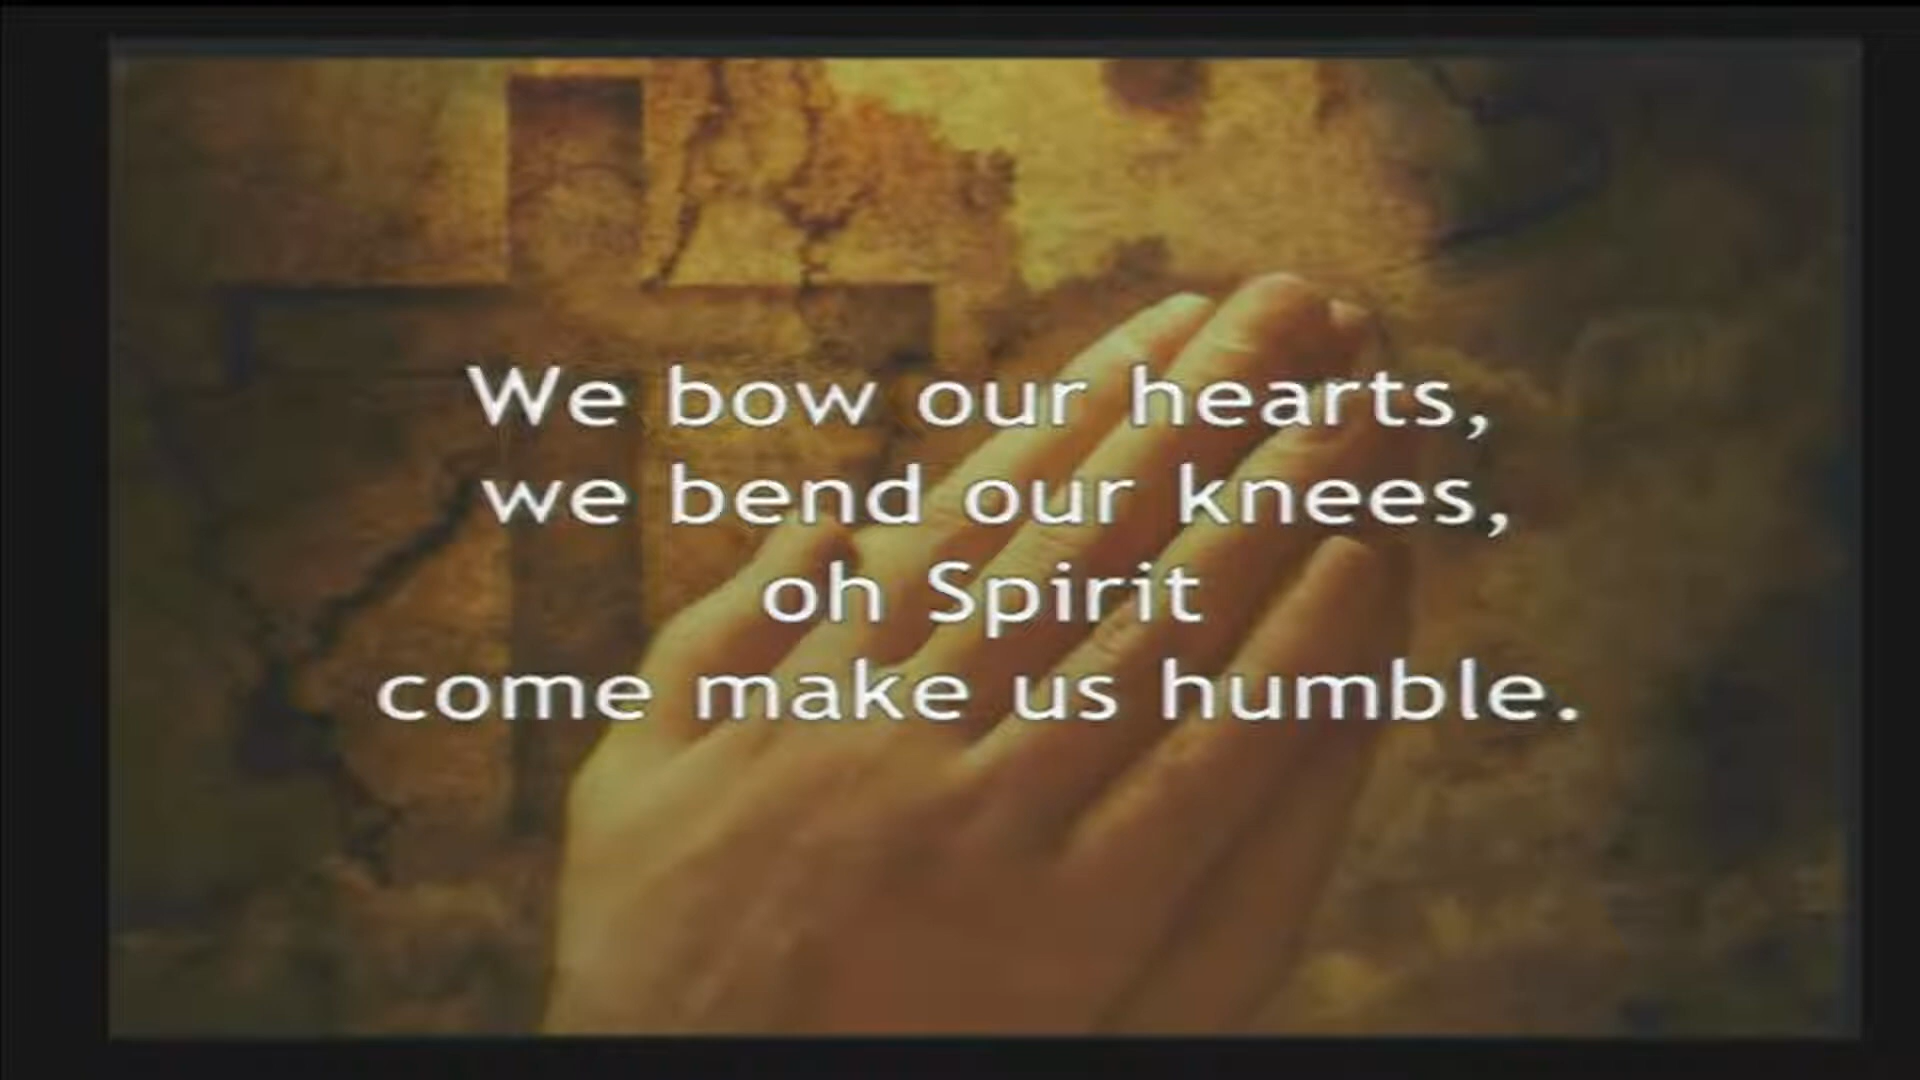 We bow our hearts,
we bend our knees,
oh Spirit
come make us humble.